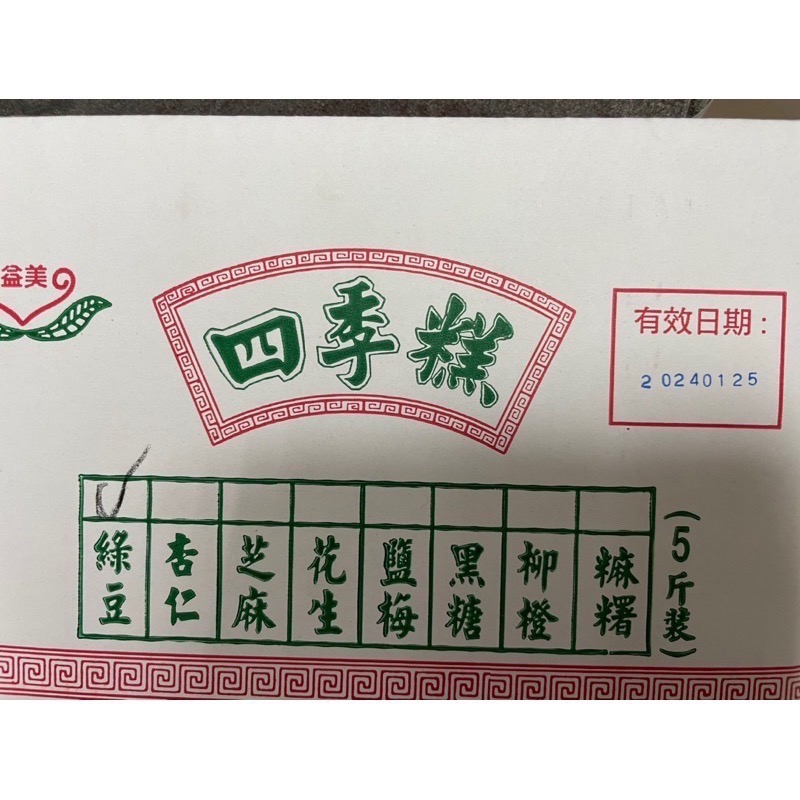 益美
四季糕
有效日期:
20240125
綠豆
杏仁
芝麻
花生
鹽梅
黑糖
柳橙
麻糬
(5斤裝)